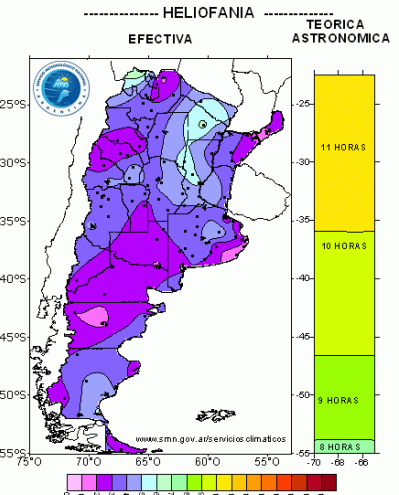 ------------- HELIOFANIA -------------
EFECTIVA
TEORICA
ASTRONOMICA
25°S
30°S
35°S
40°S
45°S
50°S
55°S
75°O
70°O
65°O
60°O
55°O
www.smn.gov.ar/serviciosclimaticos
-25
-30
-35
-40
-45
-50
-55
-70
-68
-66
11 HORAS
10 HORAS
9 HORAS
8 HORAS